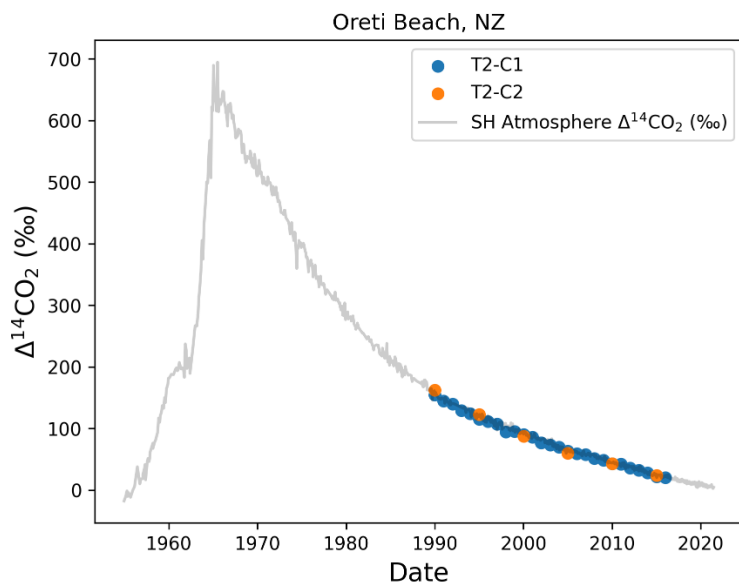 Oreti Beach, NZ
T2-C1
T2-C2
SH Atmosphere Δ¹⁴CO₂ (‰)
Δ¹⁴CO₂ (‰)
700
600
500
400
300
200
100
0
1960 1970 1980 1990 2000 2010 2020
Date